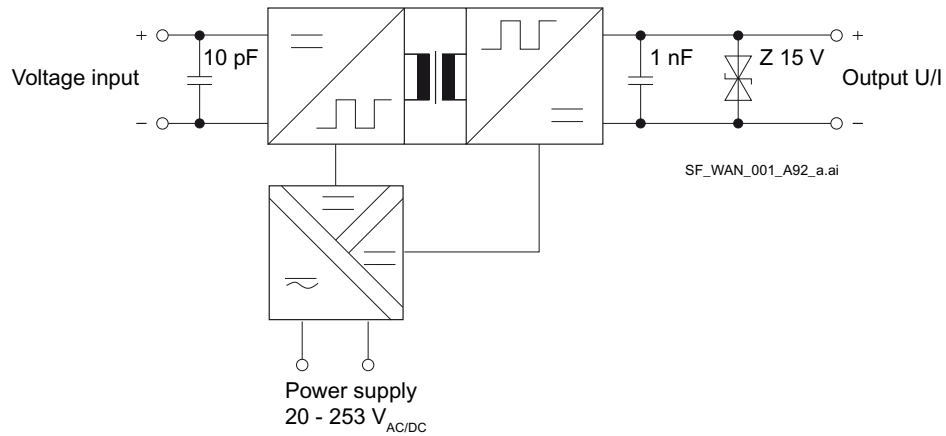 +
10 pF
1 nF
Z 15 V
+
Voltage input
Output U/I
−
−
SF_WAN_001_A92_a.ai
Power supply
20 - 253 VAC/DC